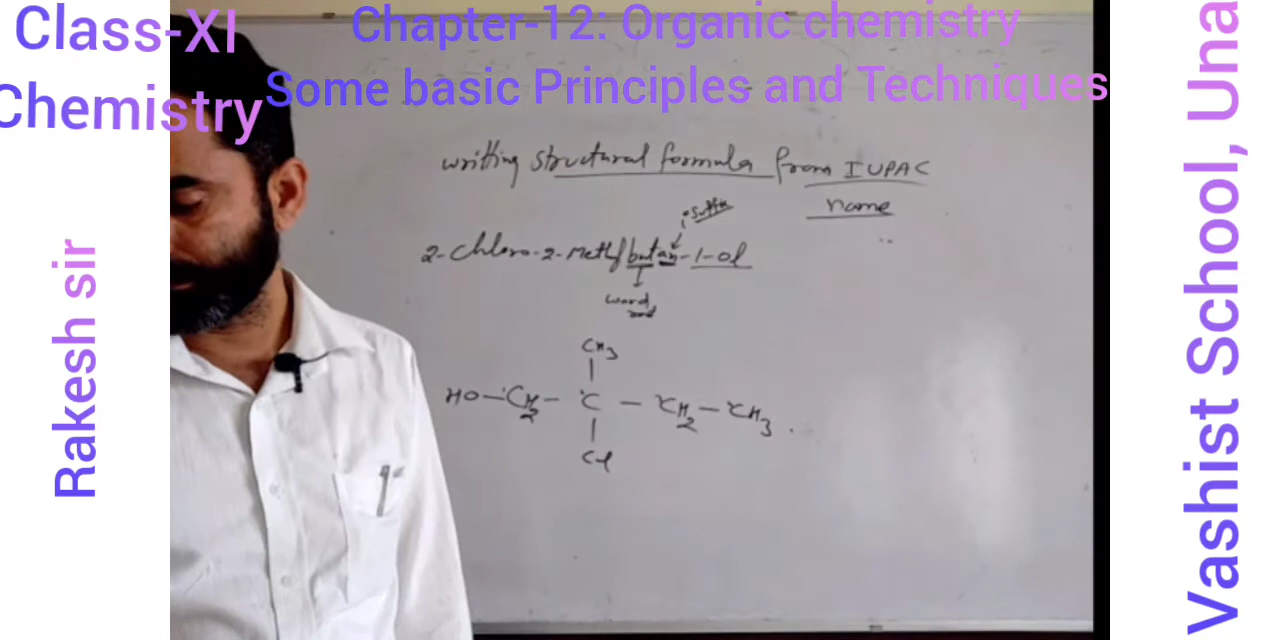 Class-XI
Chemistry
Chapter-12: Organic chemistry
Some basic Principles and Techniques
Rakesh sir
Vashist School, Una
writting structural formula from IUPAC
name
suffix
2-chloro-2-methylbutan-1-ol
word
root
CH3
HO-CH2-C-CH2-CH3.
Cl